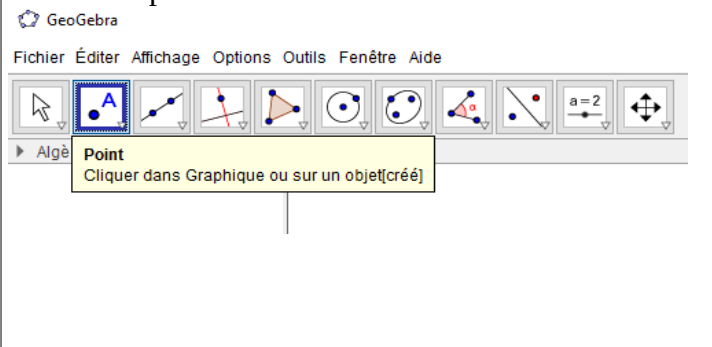 GeoGebra
Fichier Éditer Affichage Options Outils Fenêtre Aide
A
α
a=2
Algè
Point
Cliquer dans Graphique ou sur un objet[créé]